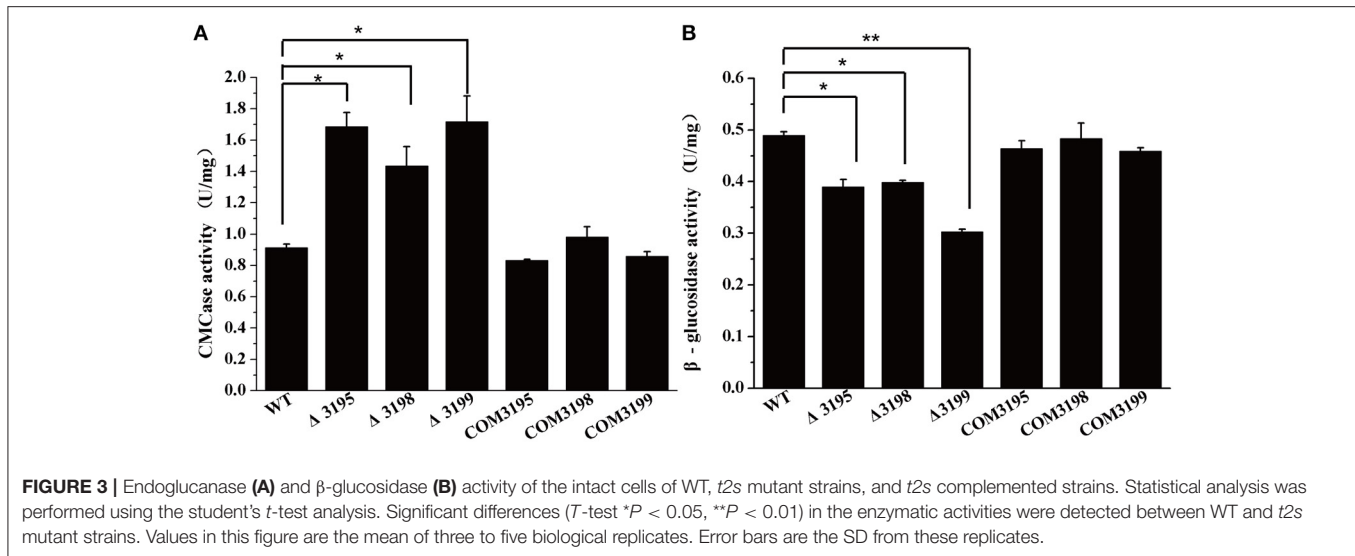 A
*
*
*
CMCase activity (U/mg)
2.0
1.8
1.6
1.4
1.2
1.0
0.8
0.6
0.4
0.2
0.0
WT
Δ 3195
Δ 3198
Δ 3199
COM3195
COM3198
COM3199
B
**
*
*
β - glucosidase activity (U/mg)
0.6
0.5
0.4
0.3
0.2
0.1
0.0
WT
Δ 3195
Δ3198
Δ3199
COM3195
COM3198
COM3199
FIGURE 3 | Endoglucanase (A) and β-glucosidase (B) activity of the intact cells of WT, t2s mutant strains, and t2s complemented strains. Statistical analysis was
performed using the student's t-test analysis. Significant differences (T-test *P < 0.05, **P < 0.01) in the enzymatic activities were detected between WT and t2s
mutant strains. Values in this figure are the mean of three to five biological replicates. Error bars are the SD from these replicates.